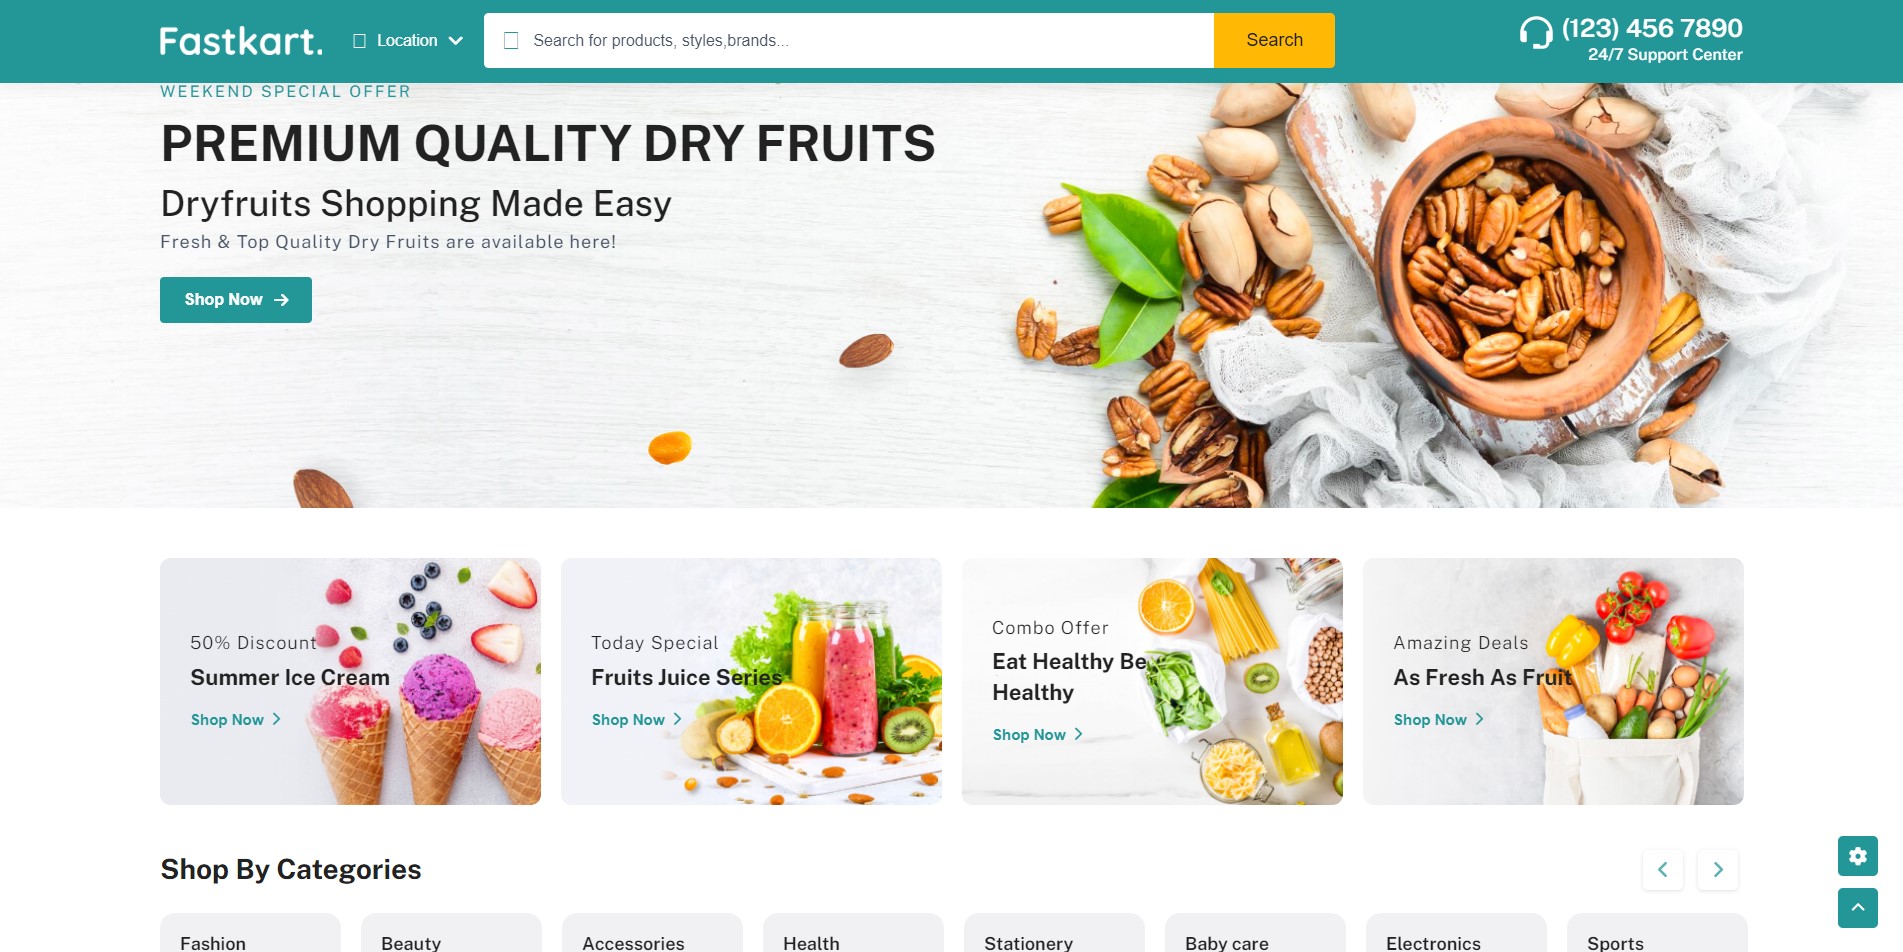 Fastkart.
Location
Search for products, styles,brands...
Search
(123) 456 7890
24/7 Support Center
WEEKEND SPECIAL OFFER
PREMIUM QUALITY DRY FRUITS
Dryfruits Shopping Made Easy
Fresh & Top Quality Dry Fruits are available here!
Shop Now
50% Discount
Summer Ice Cream
Shop Now
Today Special
Fruits Juice Series
Shop Now
Combo Offer
Eat Healthy Be
Healthy
Shop Now
Amazing Deals
As Fresh As Fruit
Shop Now
Shop By Categories
Fashion
Beauty
Accessories
Health
Stationery
Baby care
Electronics
Sports